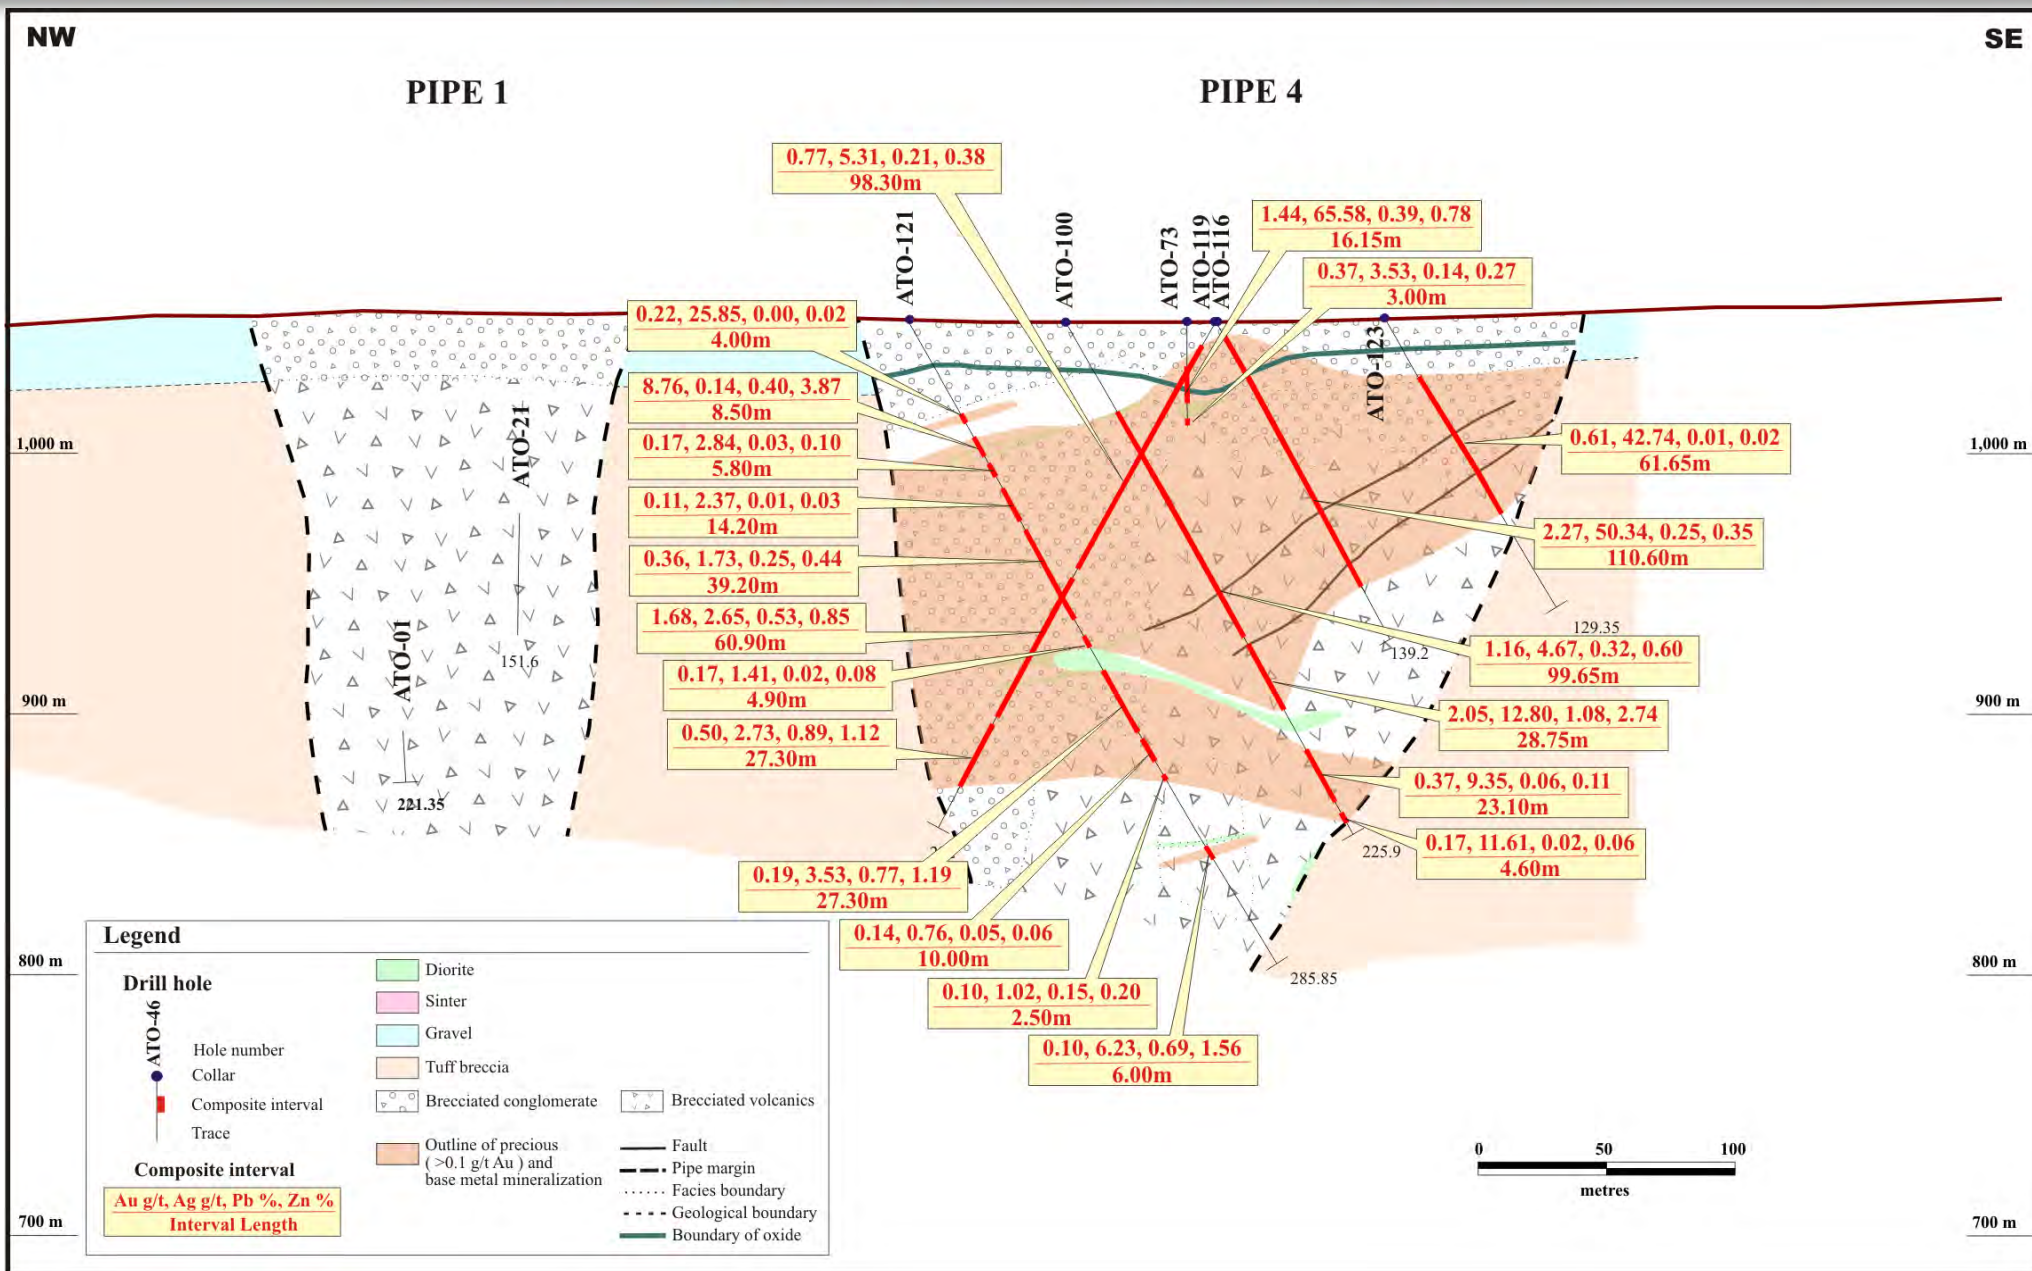 NW
SE
PIPE 1
PIPE 4
0.77, 5.31, 0.21, 0.38
98.30m
ATO-121
ATO-100
ATO-73
ATO-119
ATO-116
1.44, 65.58, 0.39, 0.78
16.15m
0.37, 3.53, 0.14, 0.27
3.00m
0.22, 25.85, 0.00, 0.02
4.00m
ATO-123
8.76, 0.14, 0.40, 3.87
8.50m
ATO-21
0.17, 2.84, 0.03, 0.10
5.80m
1,000 m
1,000 m
0.61, 42.74, 0.01, 0.02
61.65m
0.11, 2.37, 0.01, 0.03
14.20m
2.27, 50.34, 0.25, 0.35
110.60m
0.36, 1.73, 0.25, 0.44
39.20m
ATO-01
151.6
1.68, 2.65, 0.53, 0.85
60.90m
129.35
139.2
1.16, 4.67, 0.32, 0.60
99.65m
0.17, 1.41, 0.02, 0.08
4.90m
900 m
900 m
2.05, 12.80, 1.08, 2.74
28.75m
0.50, 2.73, 0.89, 1.12
27.30m
0.37, 9.35, 0.06, 0.11
23.10m
221.35
225.9
0.17, 11.61, 0.02, 0.06
4.60m
0.19, 3.53, 0.77, 1.19
27.30m
0.14, 0.76, 0.05, 0.06
10.00m
800 m
800 m
285.85
0.10, 1.02, 0.15, 0.20
2.50m
0.10, 6.23, 0.69, 1.56
6.00m
Legend
Drill hole
ATO-46
Hole number
Collar
Composite interval
Trace
Composite interval
Au g/t, Ag g/t, Pb %, Zn %
Interval Length
Diorite
Sinter
Gravel
Tuff breccia
Brecciated conglomerate
Brecciated volcanics
Outline of precious
( >0.1 g/t Au ) and
base metal mineralization
Fault
Pipe margin
Facies boundary
Geological boundary
Boundary of oxide
0 50 100
metres
700 m
700 m